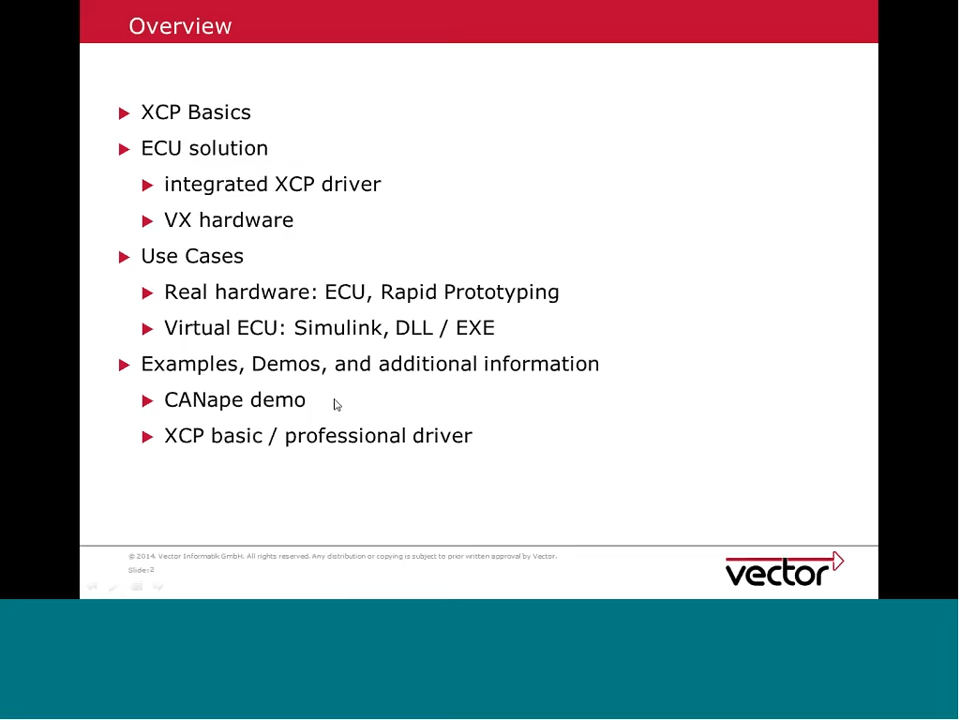 Overview
XCP Basics
ECU solution
integrated XCP driver
VX hardware
Use Cases
Real hardware: ECU, Rapid Prototyping
Virtual ECU: Simulink, DLL / EXE
Examples, Demos, and additional information
CANape demo
XCP basic / professional driver
© 2014. Vector Informatik GmbH. All rights reserved. Any distribution or copying is subject to prior written approval by Vector.
Slide:2
vector